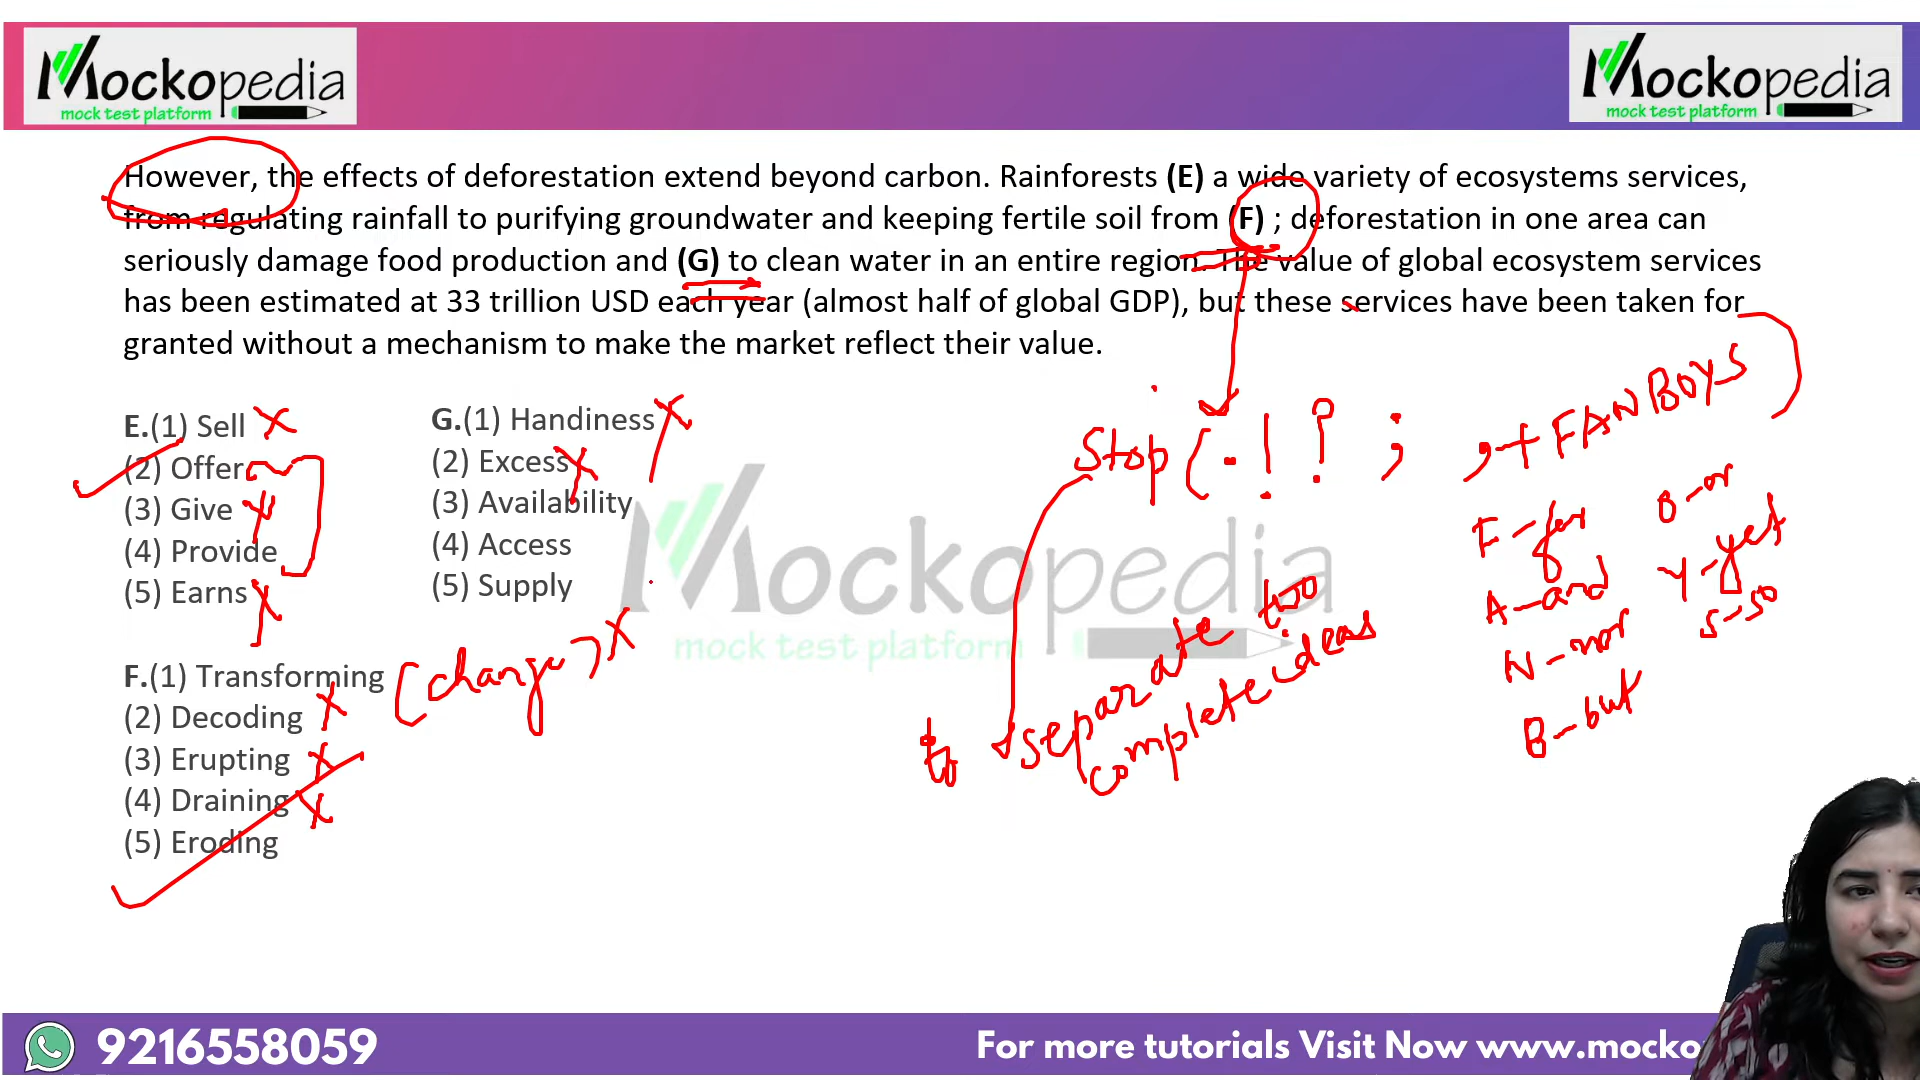 Mockopedia
mock test platform
Mockopedia
mock test platform
However, the effects of deforestation extend beyond carbon. Rainforests (E) a wide variety of ecosystems services,
from regulating rainfall to purifying groundwater and keeping fertile soil from (F) ; deforestation in one area can
seriously damage food production and (G) to clean water in an entire region. The value of global ecosystem services
has been estimated at 33 trillion USD each year (almost half of global GDP), but these services have been taken for
granted without a mechanism to make the market reflect their value.
E.(1) Sell
(2) Offer
(3) Give
(4) Provide
(5) Earns
G.(1) Handiness
(2) Excess
(3) Availability
(4) Access
(5) Supply
F.(1) Transforming (change)
(2) Decoding
(3) Erupting
(4) Draining
(5) Eroding
Stop ( . ! ? ; , + FANBOYS )
F - for
A - and
N - nor
B - but
O - or
Y - yet
S - so
to separate two
complete ideas
Mockopedia
mock test platform
9216558059
For more tutorials Visit Now www.mocko